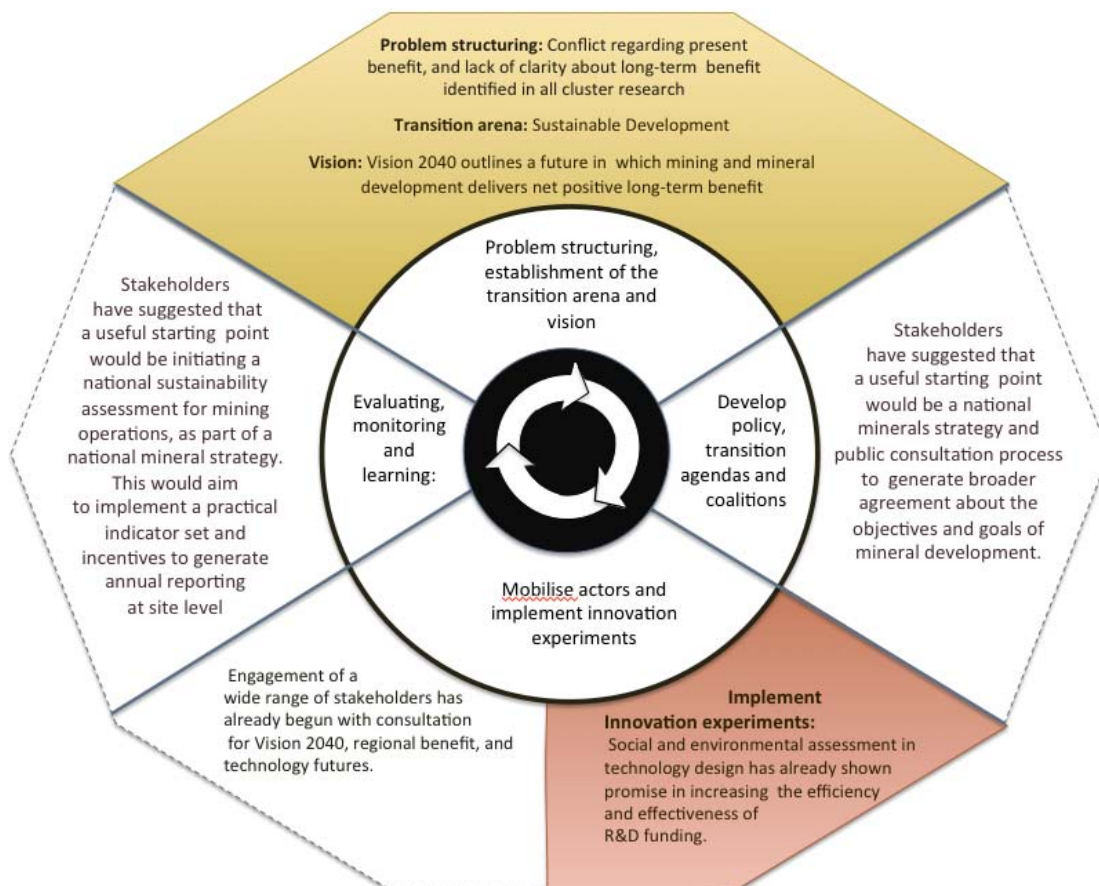 Problem structuring: Conflict regarding present
benefit, and lack of clarity about long-term benefit
identified in all cluster research
Transition arena: Sustainable Development
Vision: Vision 2040 outlines a future in which mining and mineral
development delivers net positive long-term benefit
Problem structuring,
establishment of the
transition arena and
vision
Stakeholders
have suggested that
a useful starting point
would be initiating a
national sustainability
assessment for mining
operations, as part of a
national mineral strategy.
This would aim
to implement a practical
indicator set and
incentives to generate
annual reporting
at site level
Evaluating,
monitoring
and
learning:
Develop
policy,
transition
agendas and
coalitions
Stakeholders
have suggested that
a useful starting point
would be a national
minerals strategy and
public consultation process
to generate broader
agreement about the
objectives and goals of
mineral development.
Mobilise actors and
implement innovation
experiments
Engagement of a
wide range of stakeholders has
already begun with consultation
for Vision 2040, regional benefit, and
technology futures.
Implement
Innovation experiments:
Social and environmental assessment in
technology design has already shown
promise in increasing the efficiency
and effectiveness of
R&D funding.